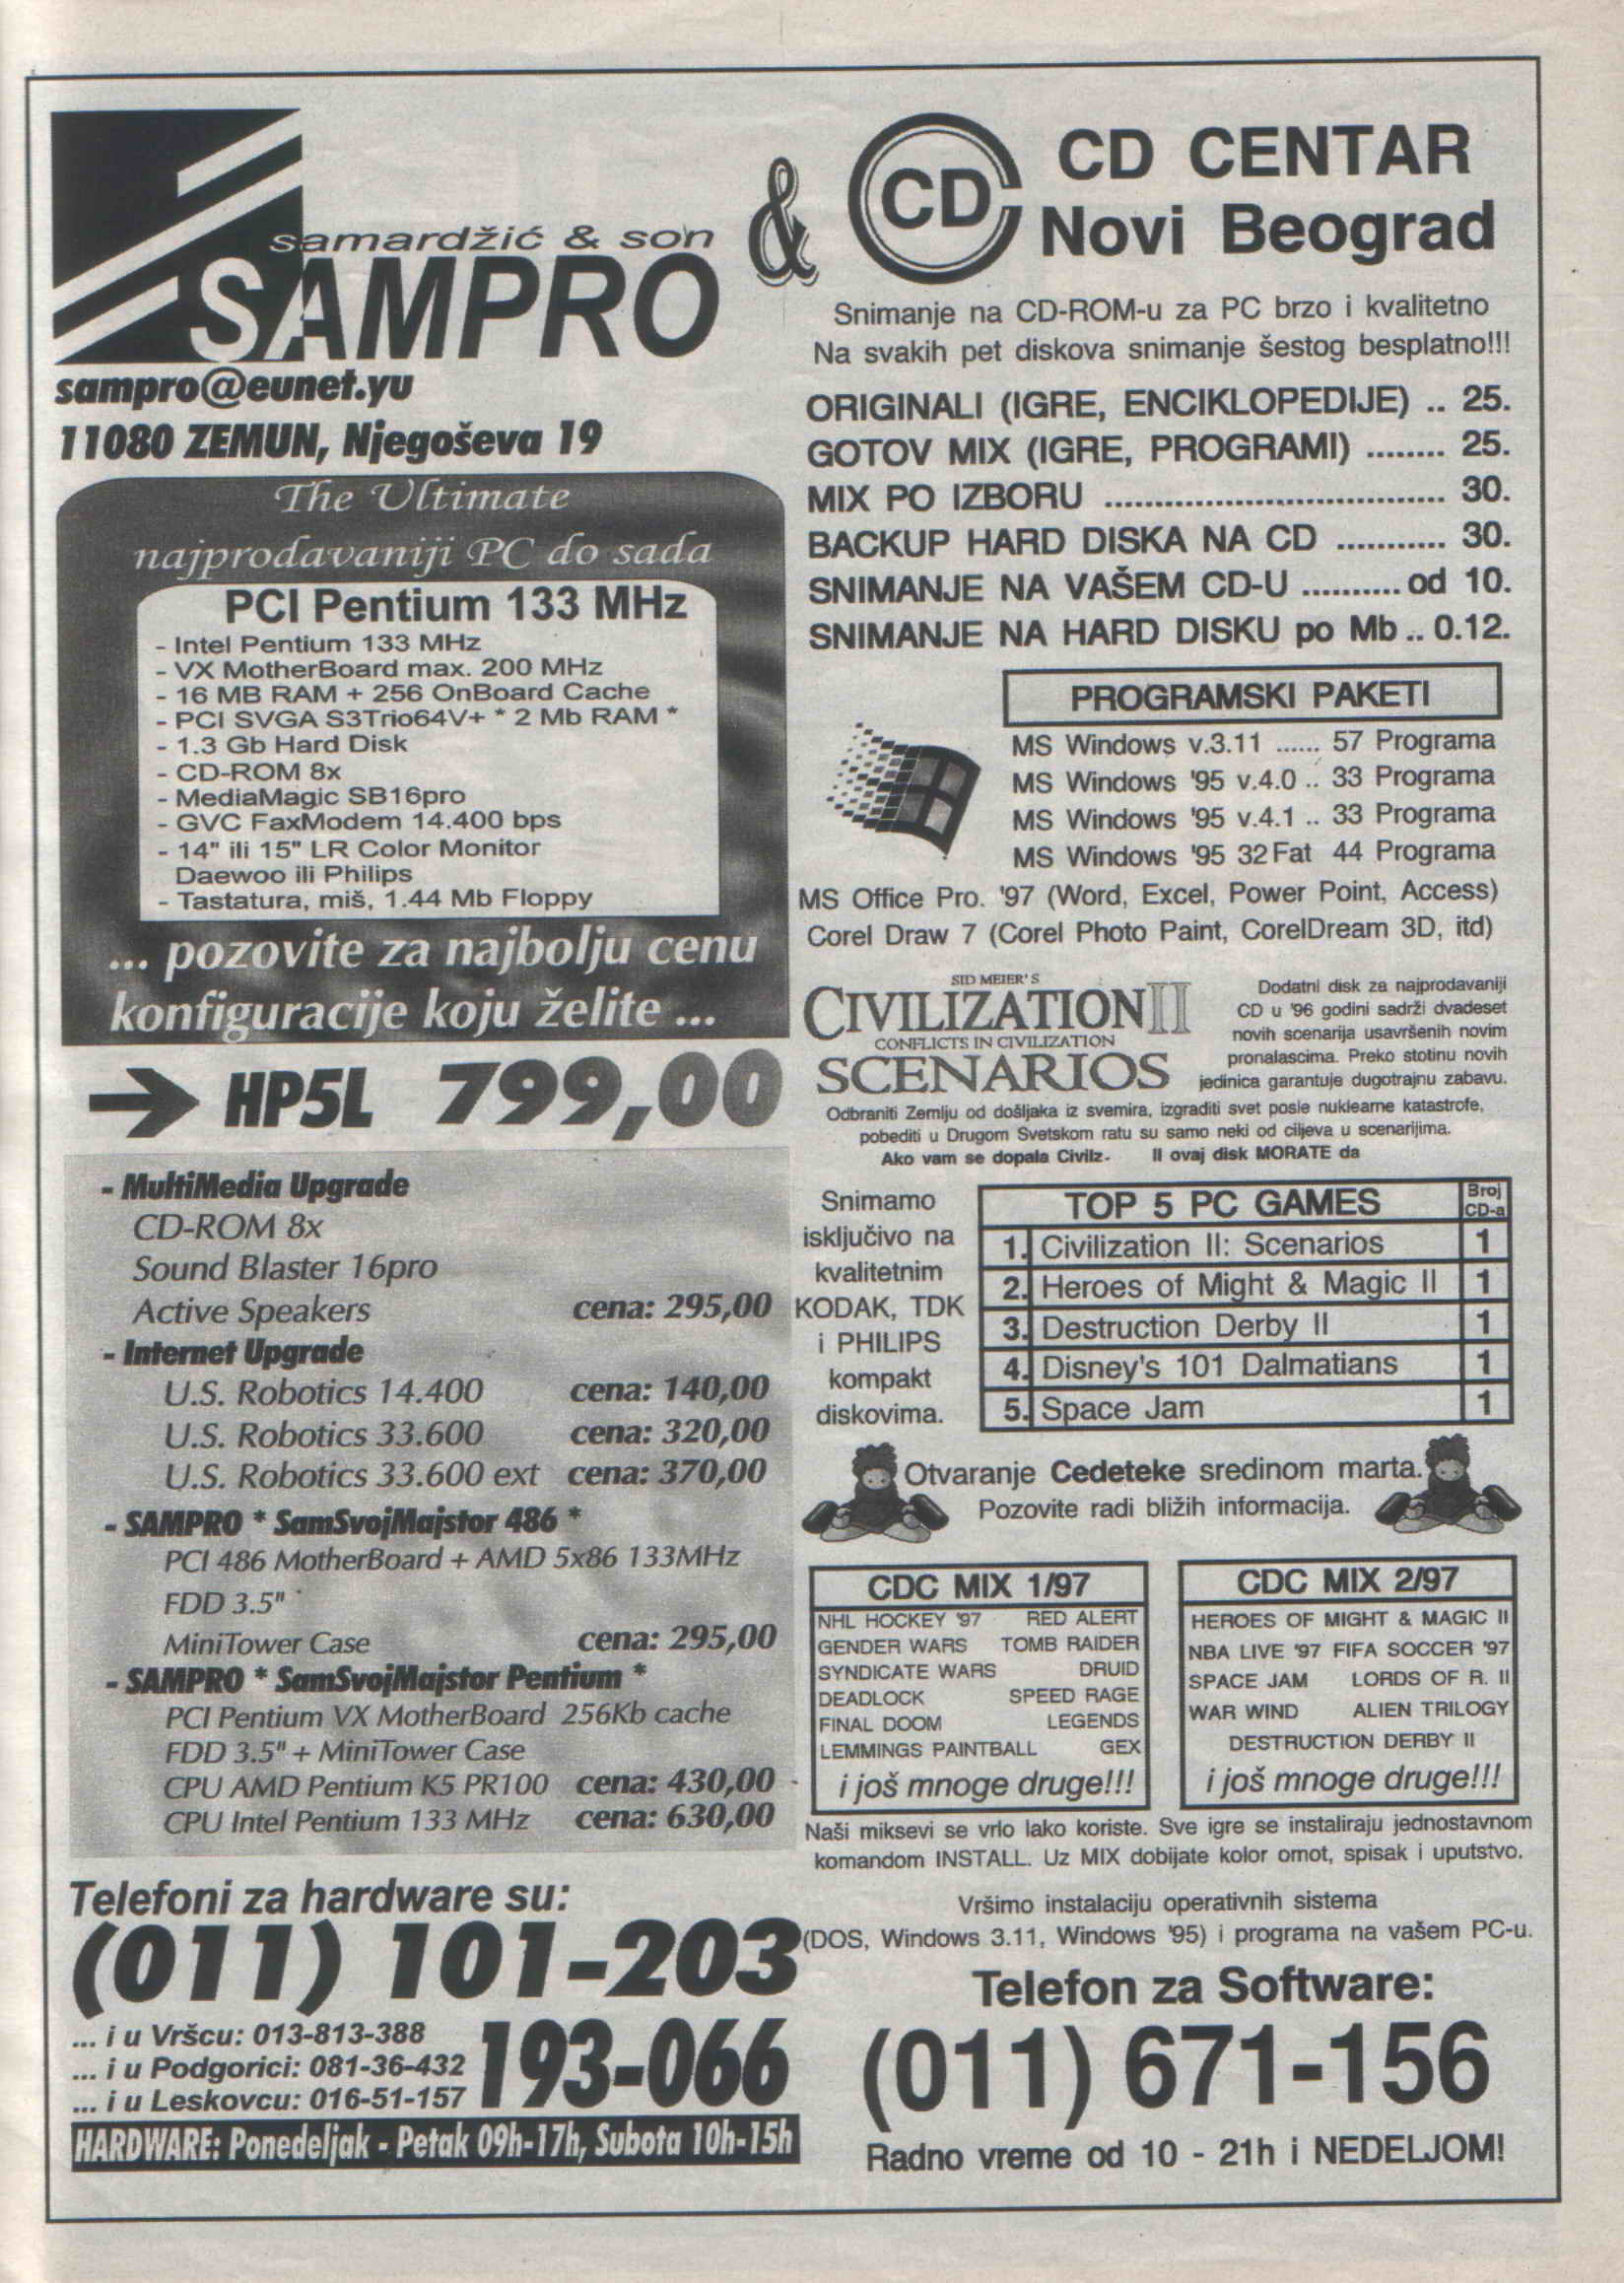 samardžić & son
SAMPRO
sampro@eunet.yu
11080 ZEMUN, Njegoševa 19
The Ultimate
najprodavaniji PC do sada
PCI Pentium 133 MHz
- Intel Pentium 133 MHz
- VX MotherBoard max. 200 MHz
- 16 MB RAM + 256 OnBoard Cache
- PCI SVGA S3Trio64V+ * 2 Mb RAM *
- 1.3 Gb Hard Disk
- CD-ROM 8x
- MediaMagic SB16pro
- GVC FaxModem 14.400 bps
- 14" ili 15" LR Color Monitor
Daewoo ili Philips
- Tastatura, miš, 1.44 Mb Floppy
... pozovite za najbolju cenu
konfiguracije koju želite ...
HP5L 799,00
- MultiMedia Upgrade
CD-ROM 8x
Sound Blaster 16pro
Active Speakers cena: 295,00
- Internet Upgrade
U.S. Robotics 14.400 cena: 140,00
U.S. Robotics 33.600 cena: 320,00
U.S. Robotics 33.600 ext cena: 370,00
- SAMPRO * SamSvojMajstor 486 *
PCI 486 MotherBoard + AMD 5x86 133MHz
FDD 3.5"
MiniTower Case cena: 295,00
- SAMPRO * SamSvojMajstor Pentium *
PCI Pentium VX MotherBoard 256Kb cache
FDD 3.5" + MiniTower Case
CPU AMD Pentium K5 PR100 cena: 430,00
CPU Intel Pentium 133 MHz cena: 630,00
Telefoni za hardware su:
(011) 101-203
193-066
... i u Vršcu: 013-813-388
... i u Podgorici: 081-36-432
... i u Leskovcu: 016-51-157
HARDWARE: Ponedeljak - Petak 09h-17h, Subota 10h-15h
&
CD
CD CENTAR
Novi Beograd
Snimanje na CD-ROM-u za PC brzo i kvalitetno
Na svakih pet diskova snimanje šestog besplatno!!!
ORIGINALI (IGRE, ENCIKLOPEDIJE) .. 25.
GOTOV MIX (IGRE, PROGRAMI) ........ 25.
MIX PO IZBORU .................................. 30.
BACKUP HARD DISKA NA CD ........... 30.
SNIMANJE NA VAŠEM CD-U .......... od 10.
SNIMANJE NA HARD DISKU po Mb .. 0.12.
PROGRAMSKI PAKETI
MS Windows v.3.11 ...... 57 Programa
MS Windows '95 v.4.0 .. 33 Programa
MS Windows '95 v.4.1 .. 33 Programa
MS Windows '95 32 Fat 44 Programa
MS Office Pro. '97 (Word, Excel, Power Point, Access)
Corel Draw 7 (Corel Photo Paint, CorelDream 3D, itd)
SID MEIER'S
CIVILIZATION II
CONFLICTS IN CIVILIZATION
SCENARIOS
Dodatni disk za najprodavaniji
CD u '96 godini sadrži dvadeset
novih scenarija usavršenih novim
pronalascima. Preko stotinu novih
jedinica garantuje dugotrajnu zabavu.
Odbraniti Zemlju od došljaka iz svemira, izgraditi svet posle nuklearne katastrofe,
pobediti u Drugom Svetskom ratu su samo neki od ciljeva u scenarijima.
Ako vam se dopala Civilz. II ovaj disk MORATE da
Snimamo
isključivo na
kvalitetnim
KODAK, TDK
i PHILIPS
kompakt
diskovima.
TOP 5 PC GAMES Broj CD-a
1. Civilization II: Scenarios 1
2. Heroes of Might & Magic II 1
3. Destruction Derby II 1
4. Disney's 101 Dalmatians 1
5. Space Jam 1
Otvaranje Cedeteke sredinom marta.
Pozovite radi bližih informacija.
CDC MIX 1/97
NHL HOCKEY '97 RED ALERT
GENDER WARS TOMB RAIDER
SYNDICATE WARS DRUID
DEADLOCK SPEED RAGE
FINAL DOOM LEGENDS
LEMMINGS PAINTBALL GEX
i još mnoge druge!!!
CDC MIX 2/97
HEROES OF MIGHT & MAGIC II
NBA LIVE '97 FIFA SOCCER '97
SPACE JAM LORDS OF R. II
WAR WIND ALIEN TRILOGY
DESTRUCTION DERBY II
i još mnoge druge!!!
Naši miksevi se vrlo lako koriste. Sve igre se instaliraju jednostavnom
komandom INSTALL. Uz MIX dobijate kolor omot, spisak i uputstvo.
Vršimo instalaciju operativnih sistema
(DOS, Windows 3.11, Windows '95) i programa na vašem PC-u.
Telefon za Software:
(011) 671-156
Radno vreme od 10 - 21h i NEDELJOM!